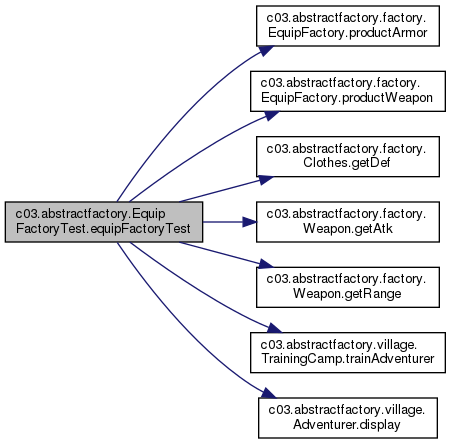 c03.abstractfactory.factory.
EquipFactory.productArmor
c03.abstractfactory.factory.
EquipFactory.productWeapon
c03.abstractfactory.factory.
Clothes.getDef
c03.abstractfactory.Equip
FactoryTest.equipFactoryTest
c03.abstractfactory.factory.
Weapon.getAtk
c03.abstractfactory.factory.
Weapon.getRange
c03.abstractfactory.village.
TrainingCamp.trainAdventurer
c03.abstractfactory.village.
Adventurer.display